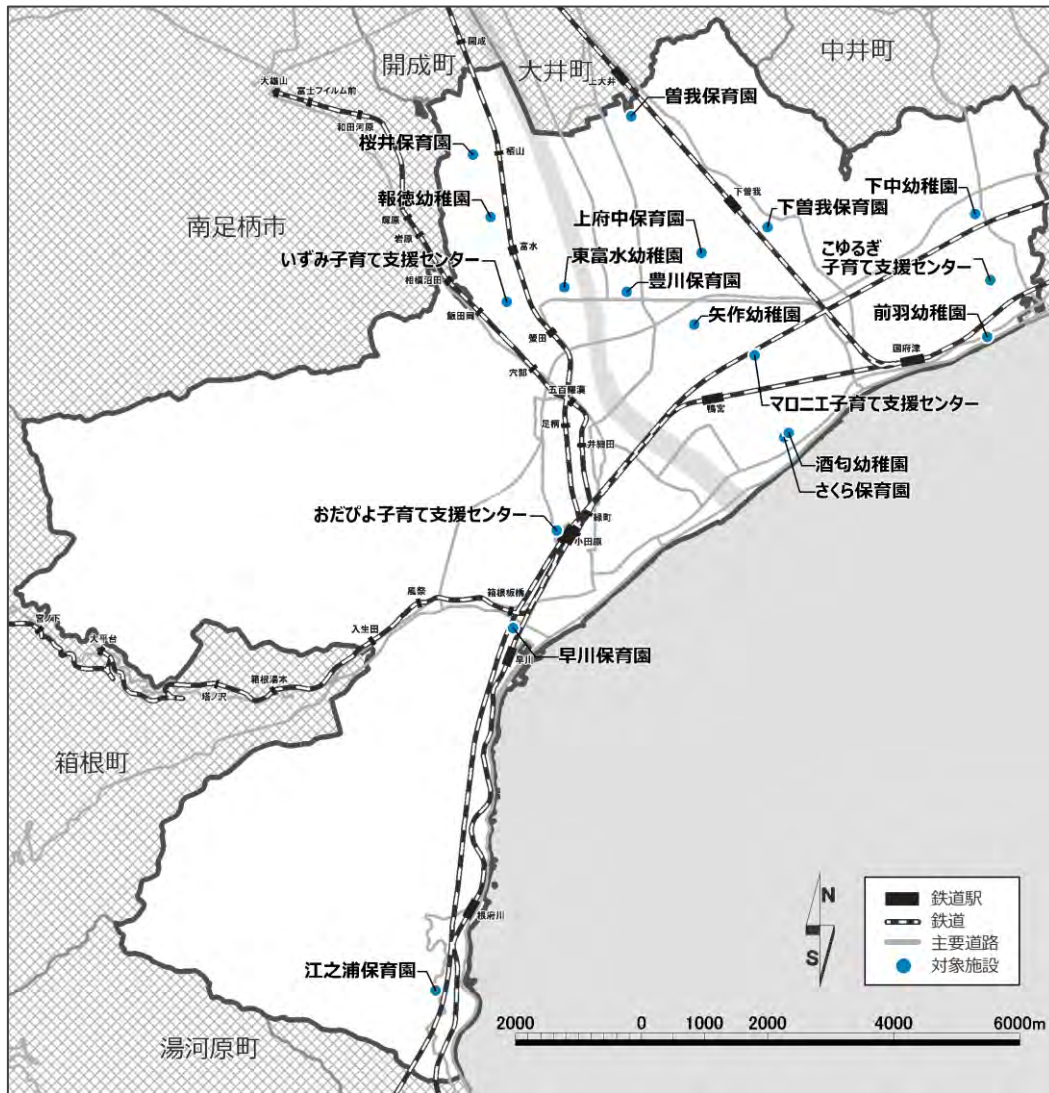 中井町
開成町
大井町
開成
上大井
大雄山
富士フイルム前
和田河原
曽我保育園
桜井保育園
栢山
下曽我
下中幼稚園
報徳幼稚園
塚原
岩原
南足柄市
上府中保育園
下曽我保育園
富水
東富水幼稚園
こゆるぎ
子育て支援センター
いずみ子育て支援センター
相模沼田
豊川保育園
飯田岡
矢作幼稚園
前羽幼稚園
螢田
国府津
穴部
五百羅漢
鴨宮
マロニエ子育て支援センター
足柄
井細田
酒匂幼稚園
さくら保育園
おだぴよ子育て支援センター
緑町
小田原
箱根板橋
風祭
宮ノ下
大平台
入生田
早川保育園
早川
箱根湯本
塔ノ沢
箱根町
根府川
江之浦保育園
湯河原町
N
S
鉄道駅
鉄道
主要道路
対象施設
2000 0 1000 2000 4000 6000m